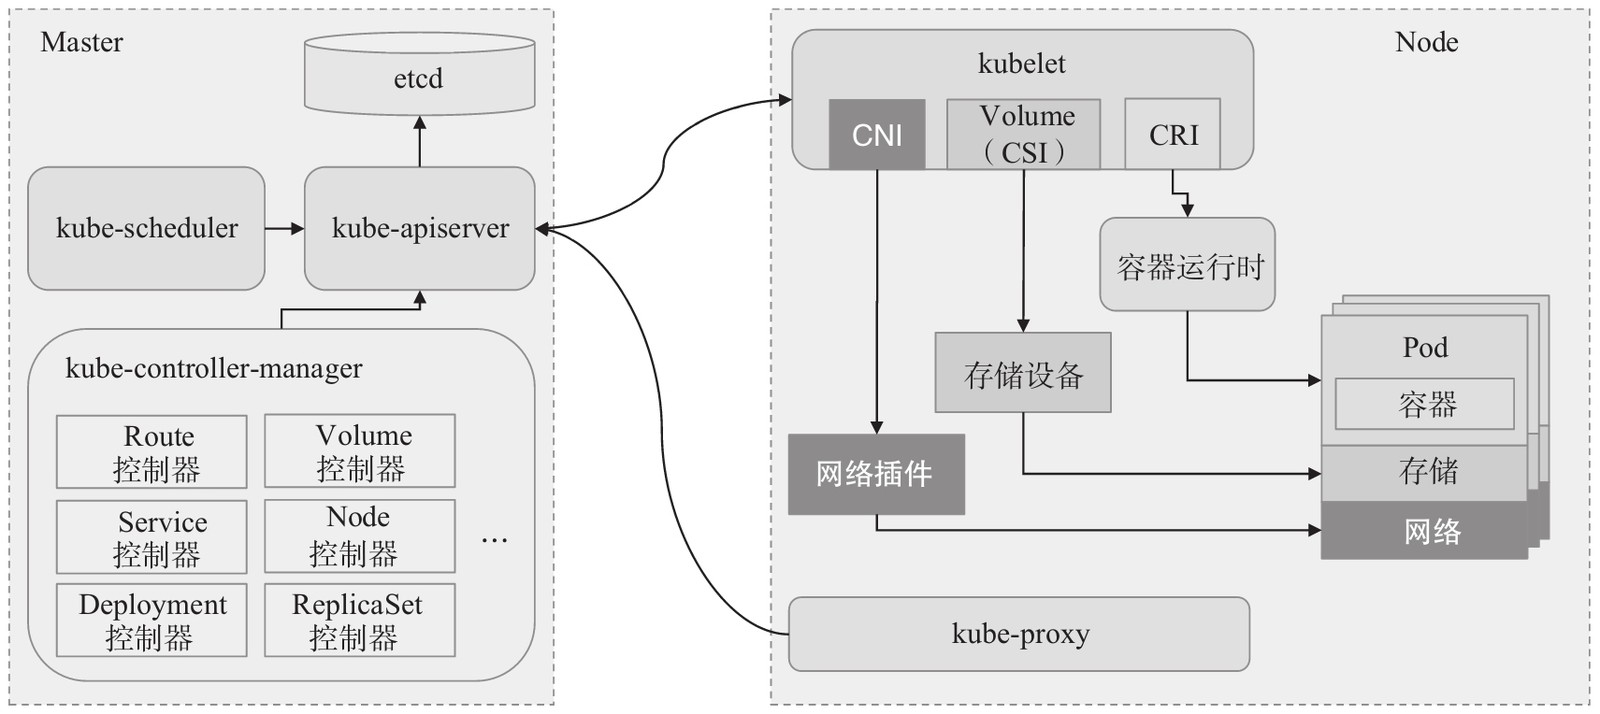 Master
etcd
kube-scheduler
kube-apiserver
kube-controller-manager
Route
控制器
Volume
控制器
Service
控制器
Node
控制器
...
Deployment
控制器
ReplicaSet
控制器
Node
kubelet
CNI
Volume
（CSI）
CRI
容器运行时
存储设备
网络插件
Pod
容器
存储
网络
kube-proxy